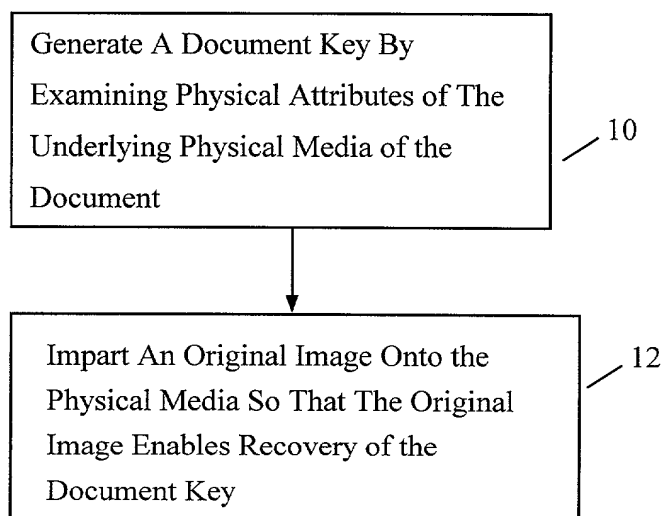 Generate A Document Key By
Examining Physical Attributes of The
Underlying Physical Media of the
Document
10
Impart An Original Image Onto the
Physical Media So That The Original
Image Enables Recovery of the
Document Key
12